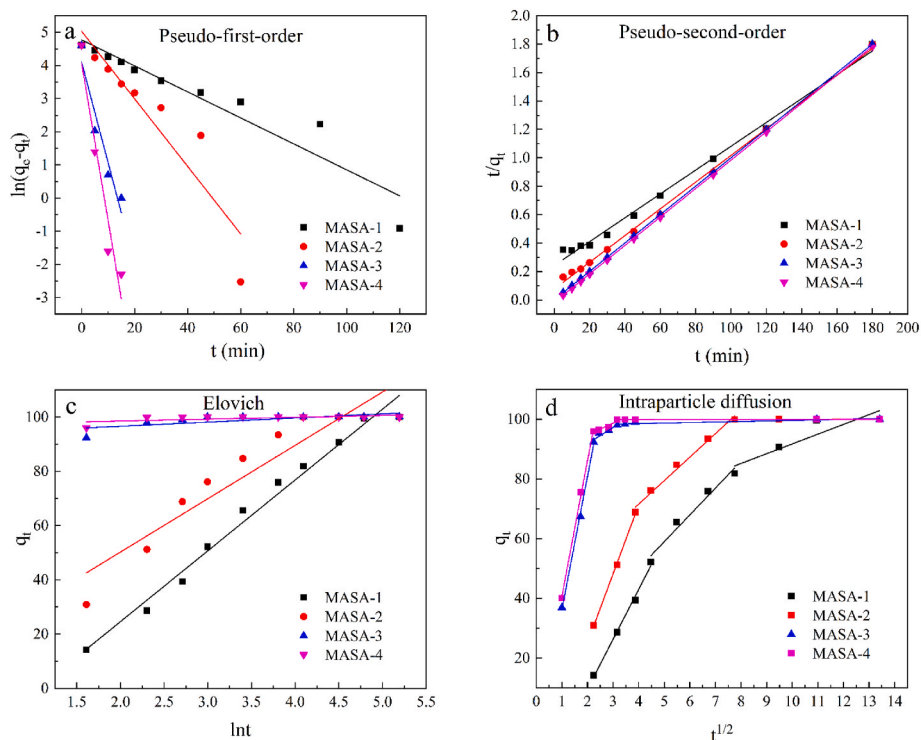 a
Pseudo-first-order
ln(qe-qt)
5
4
3
2
1
0
-1
-2
-3
MASA-1
MASA-2
MASA-3
MASA-4
0 20 40 60 80 100 120
t (min)
b
Pseudo-second-order
t/qt
1.8
1.6
1.4
1.2
1.0
0.8
0.6
0.4
0.2
0.0
MASA-1
MASA-2
MASA-3
MASA-4
0 20 40 60 80 100 120 140 160 180 200
t (min)
c
Elovich
qt
100
80
60
40
20
0
MASA-1
MASA-2
MASA-3
MASA-4
1.5 2.0 2.5 3.0 3.5 4.0 4.5 5.0 5.5
lnt
d
Intraparticle diffusion
qt
100
80
60
40
20
MASA-1
MASA-2
MASA-3
MASA-4
0 1 2 3 4 5 6 7 8 9 10 11 12 13 14
t1/2